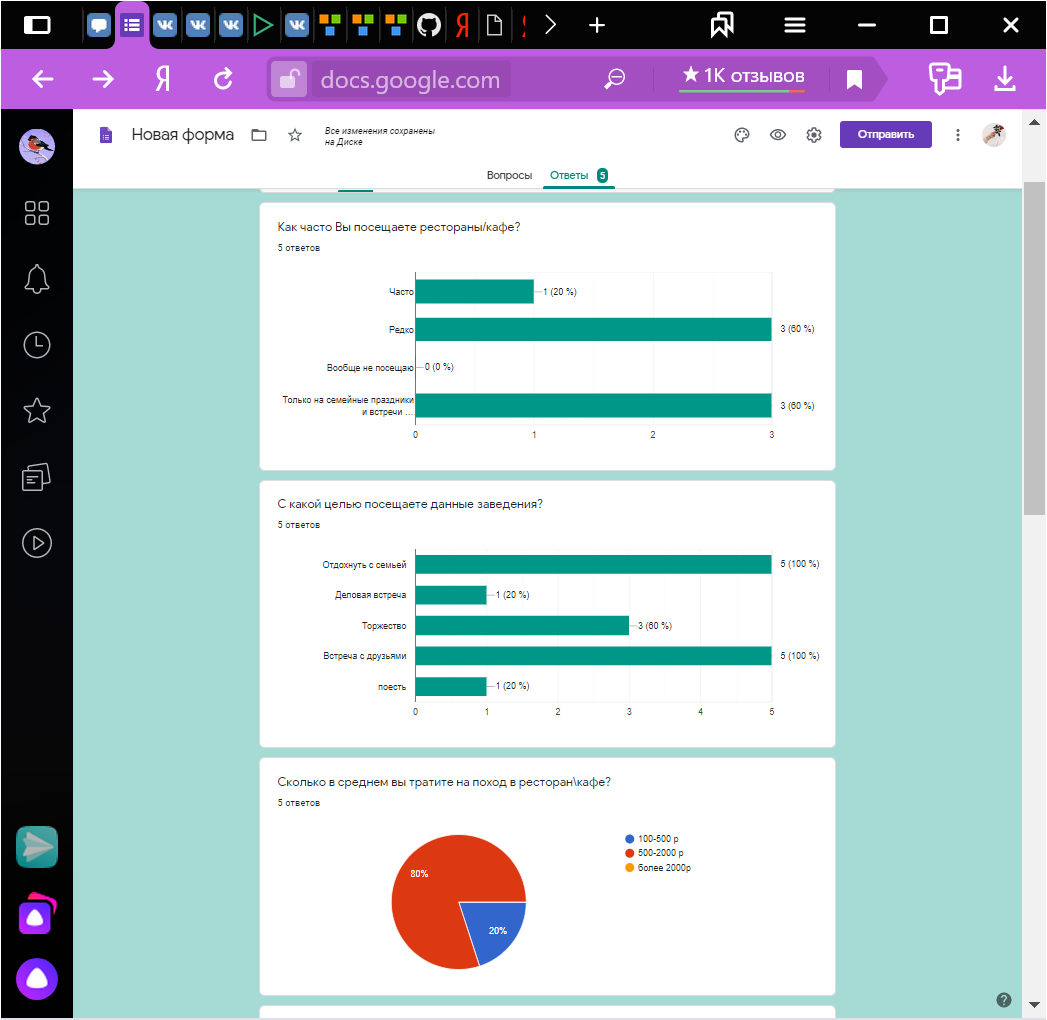 Я docs.google.com ★ 1K отзывов
Новая форма
Все изменения сохранены
на Диске
Отправить
Вопросы Ответы 5
Как часто Вы посещаете рестораны/кафе?
5 ответов
Часто 1 (20 %)
Редко 3 (60 %)
Вообще не посещаю 0 (0 %)
Только на семейные праздники
и встречи ...
3 (60 %)
0 1 2 3
С какой целью посещаете данные заведения?
5 ответов
Отдохнуть с семьей 5 (100 %)
Деловая встреча 1 (20 %)
Торжество 3 (60 %)
Встреча с друзьями 5 (100 %)
поесть 1 (20 %)
0 1 2 3 4 5
Сколько в среднем вы тратите на поход в ресторан\кафе?
5 ответов
100-500 р
500-2000 р
более 2000р
80%
20%